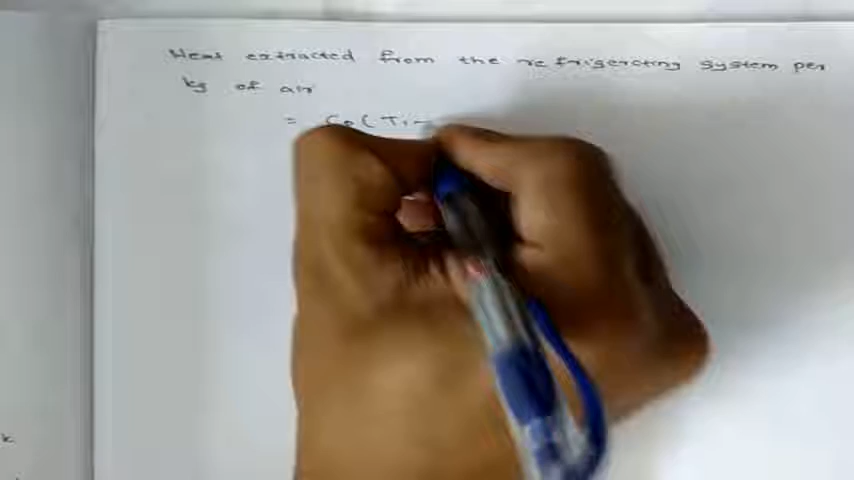 Heat extracted from the refrigerating system per
kg of air
= Cp ( T1 -
k